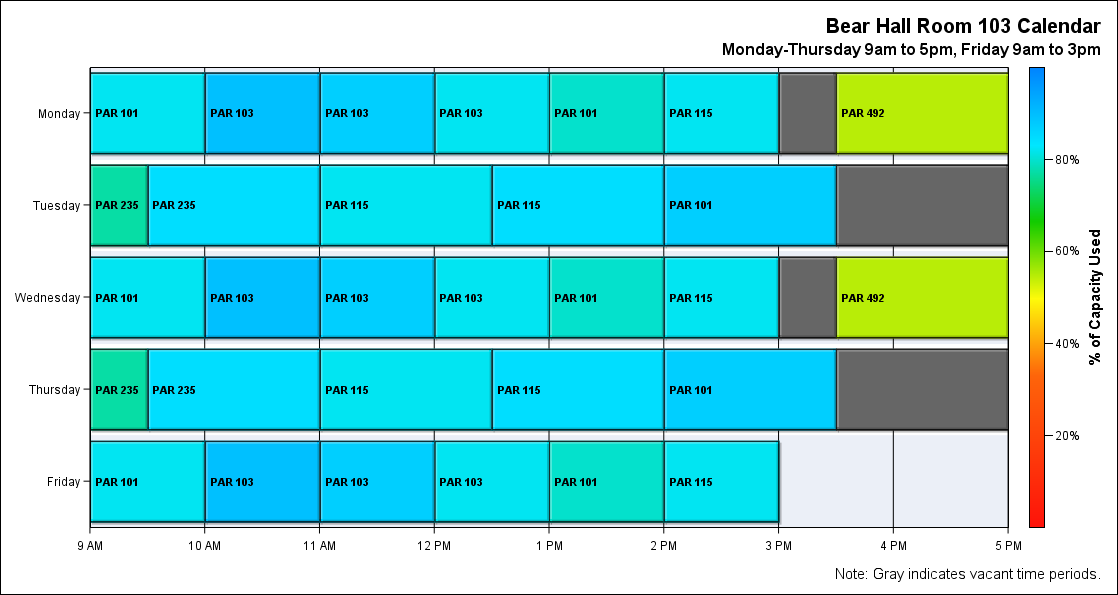 Bear Hall Room 103 Calendar
Monday-Thursday 9am to 5pm, Friday 9am to 3pm
Monday
PAR 101 PAR 103 PAR 103 PAR 103 PAR 101 PAR 115 PAR 492
Tuesday
PAR 235 PAR 235 PAR 115 PAR 115 PAR 101
Wednesday
PAR 101 PAR 103 PAR 103 PAR 103 PAR 101 PAR 115 PAR 492
Thursday
PAR 235 PAR 235 PAR 115 PAR 115 PAR 101
Friday
PAR 101 PAR 103 PAR 103 PAR 103 PAR 101 PAR 115
9 AM 10 AM 11 AM 12 PM 1 PM 2 PM 3 PM 4 PM 5 PM
80%
60%
40%
20%
% of Capacity Used
Note: Gray indicates vacant time periods.